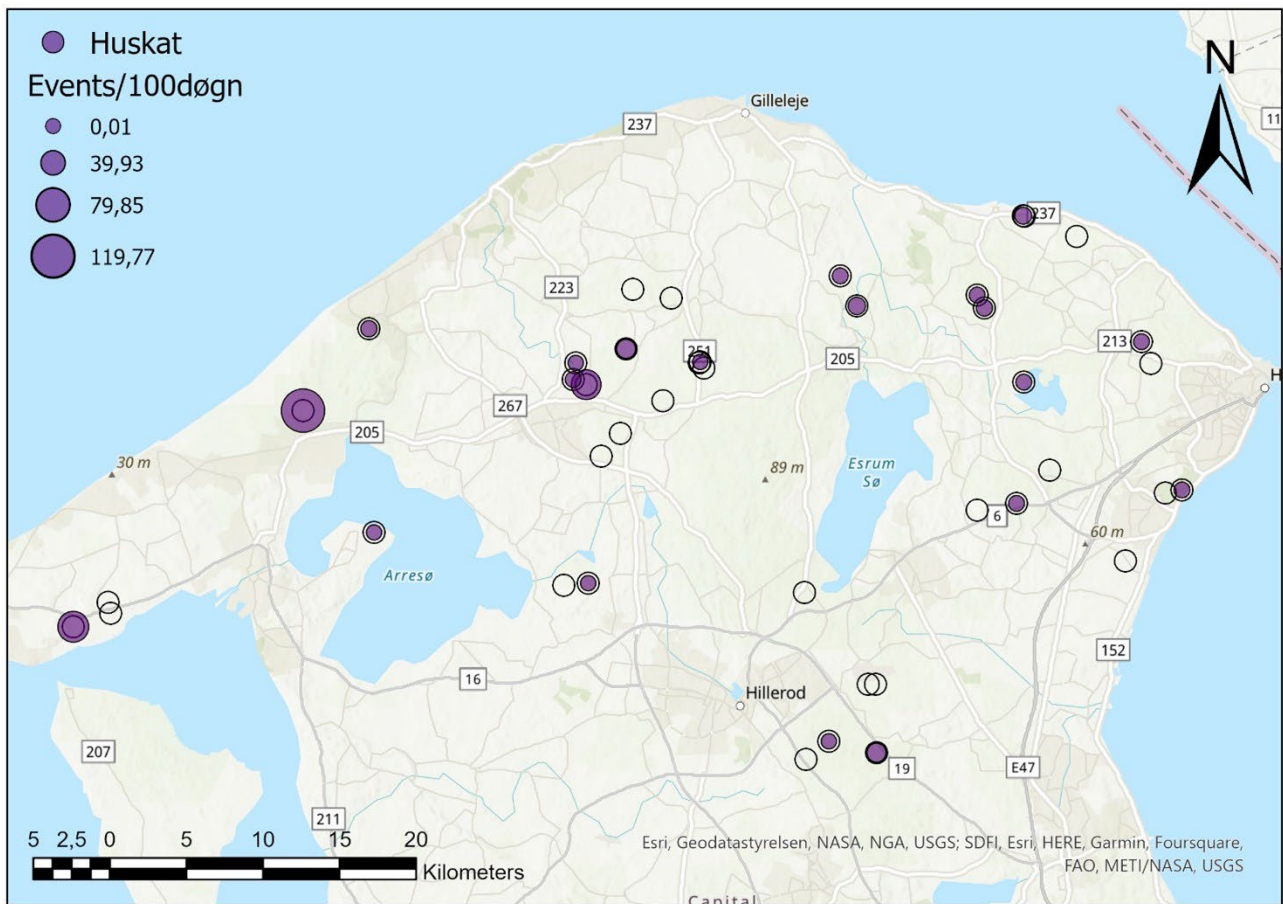 Huskat
Events/100døgn
0,01
39,93
79,85
119,77
N
Gilleleje
237
11
237
223
251
213
205
H
267
205
30 m
89 m
Esrum
Sø
6
60 m
Arresø
152
16
Hillerod
207
19
E47
211
5 2,5 0 5 10 15 20
Kilometers
Esri, Geodatastyrelsen, NASA, NGA, USGS; SDFI, Esri, HERE, Garmin, Foursquare,
FAO, METI/NASA, USGS
Capital